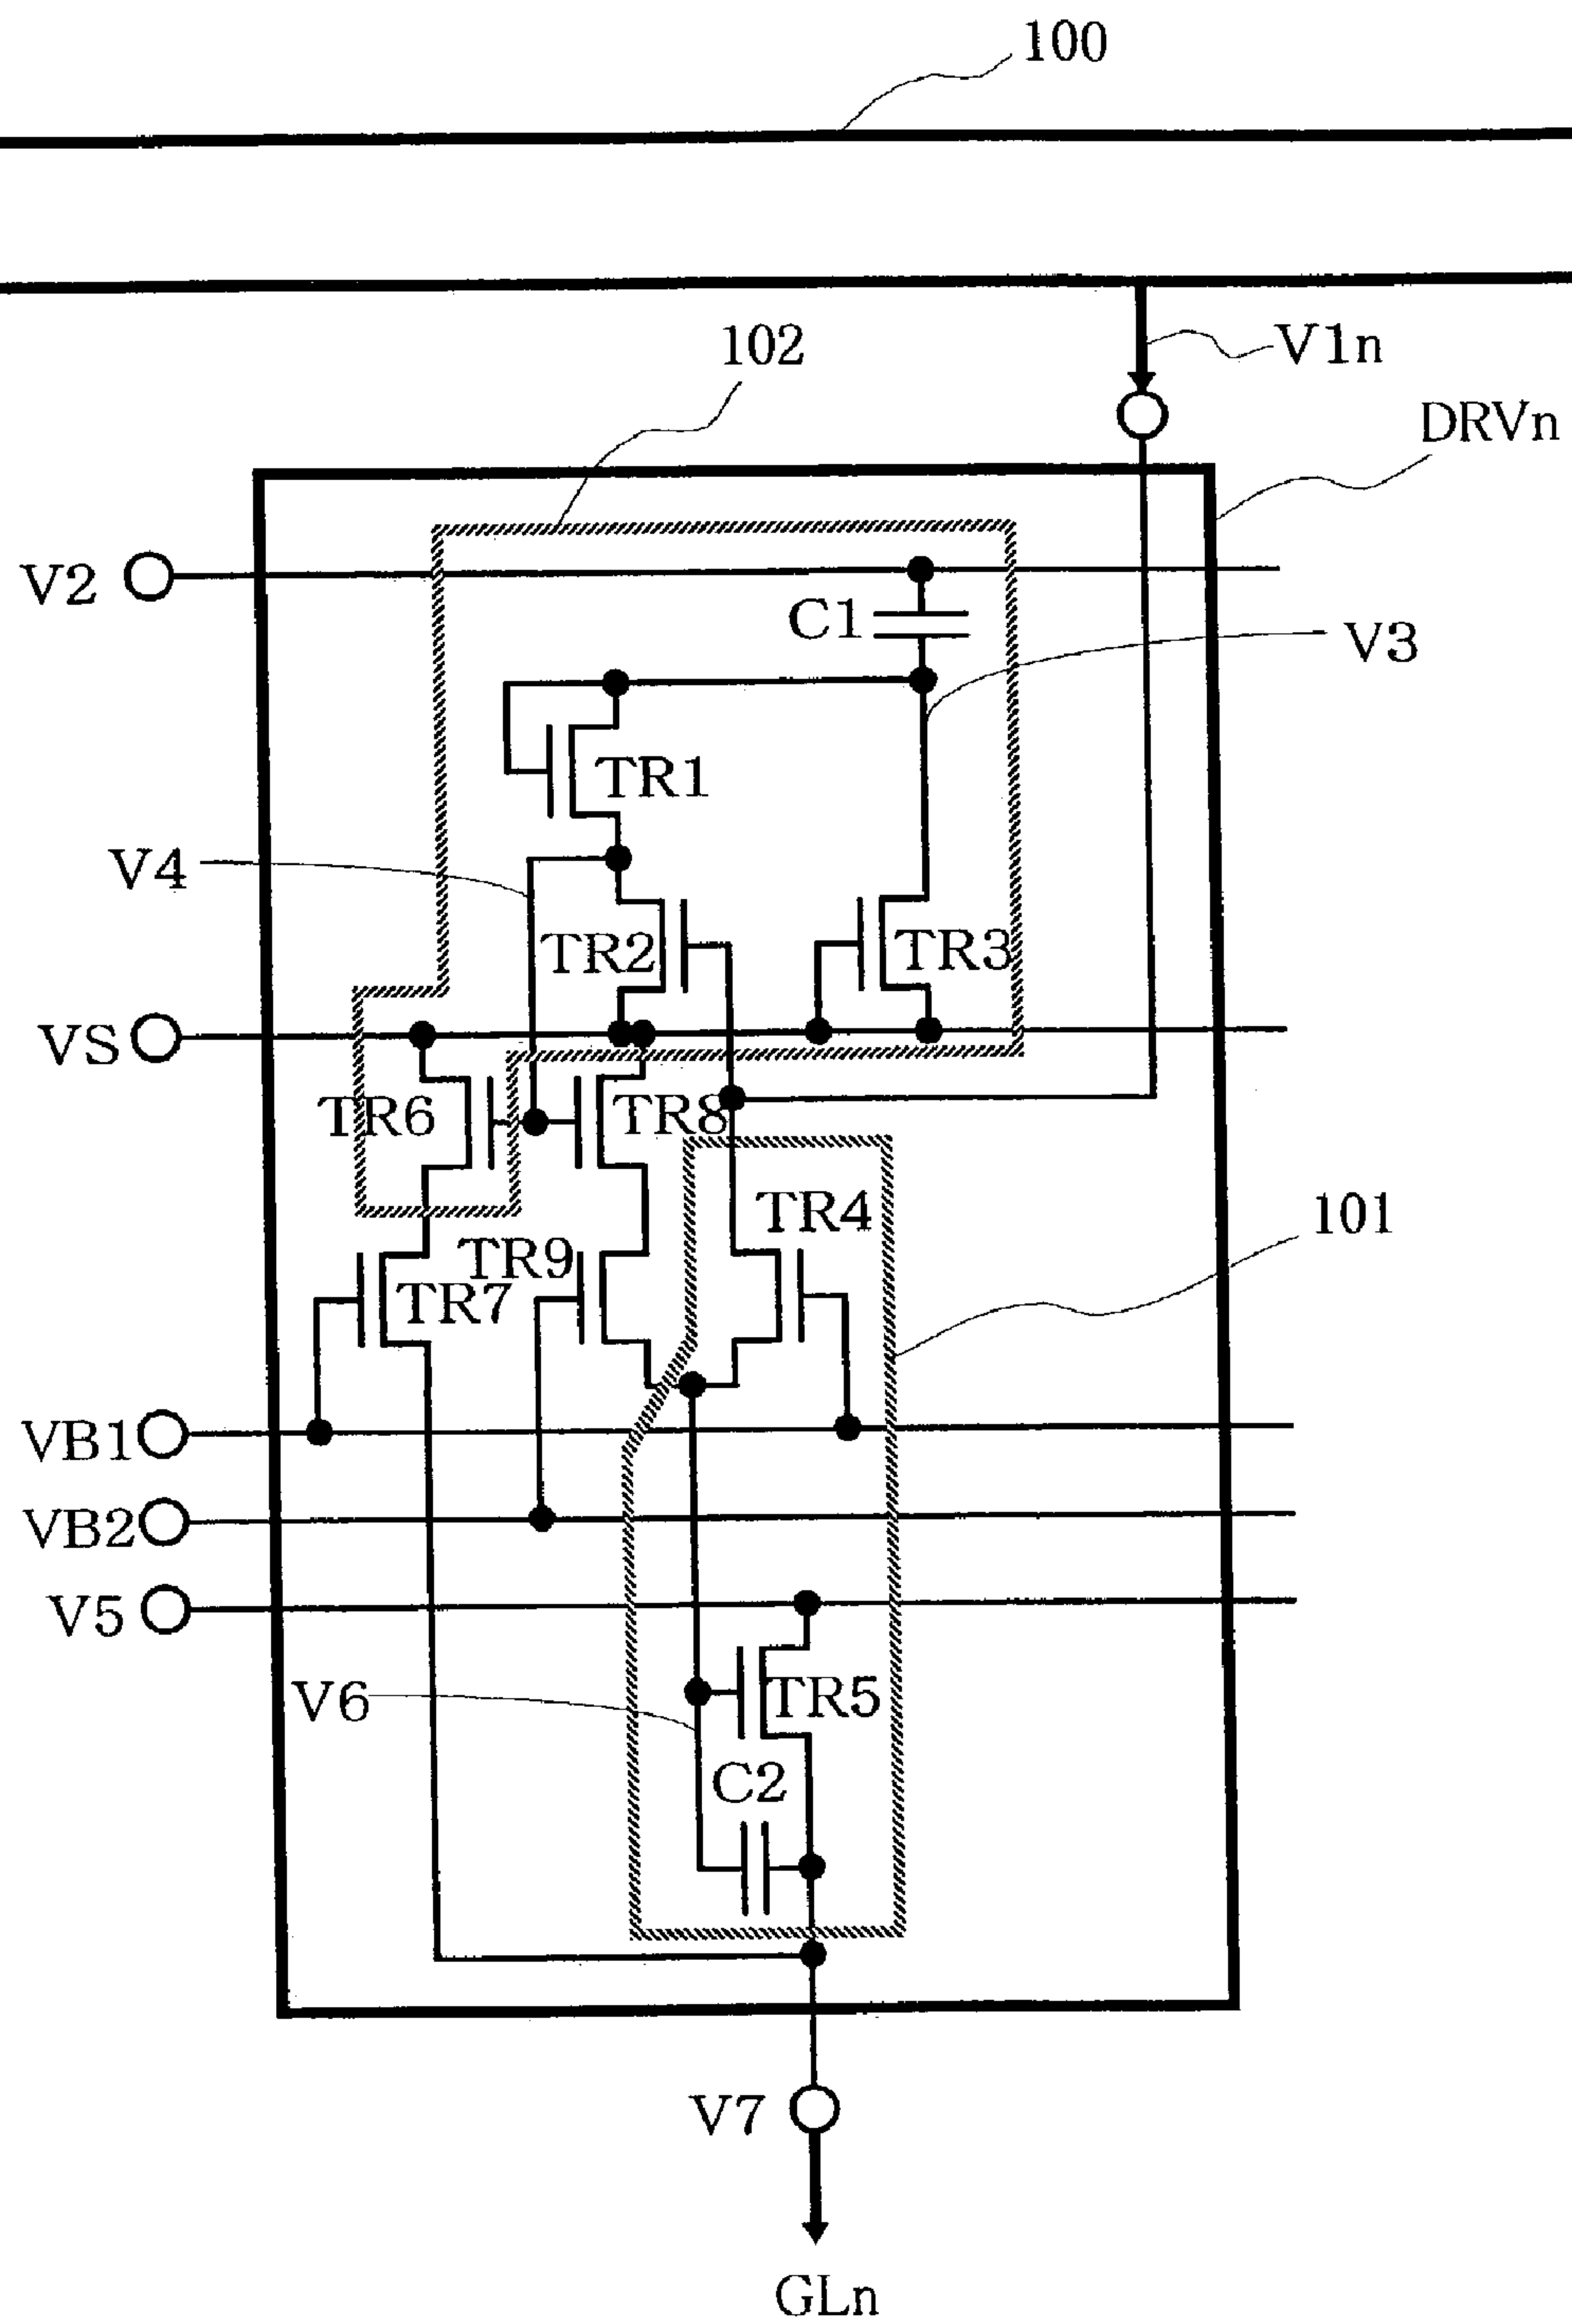 100
102
V1n
DRVn
V2
C1
V3
TR1
V4
TR2
TR3
VS
TR6
TR8
TR4
101
TR9
TR7
VB1
VB2
V5
V6
TR5
C2
V7
GLn